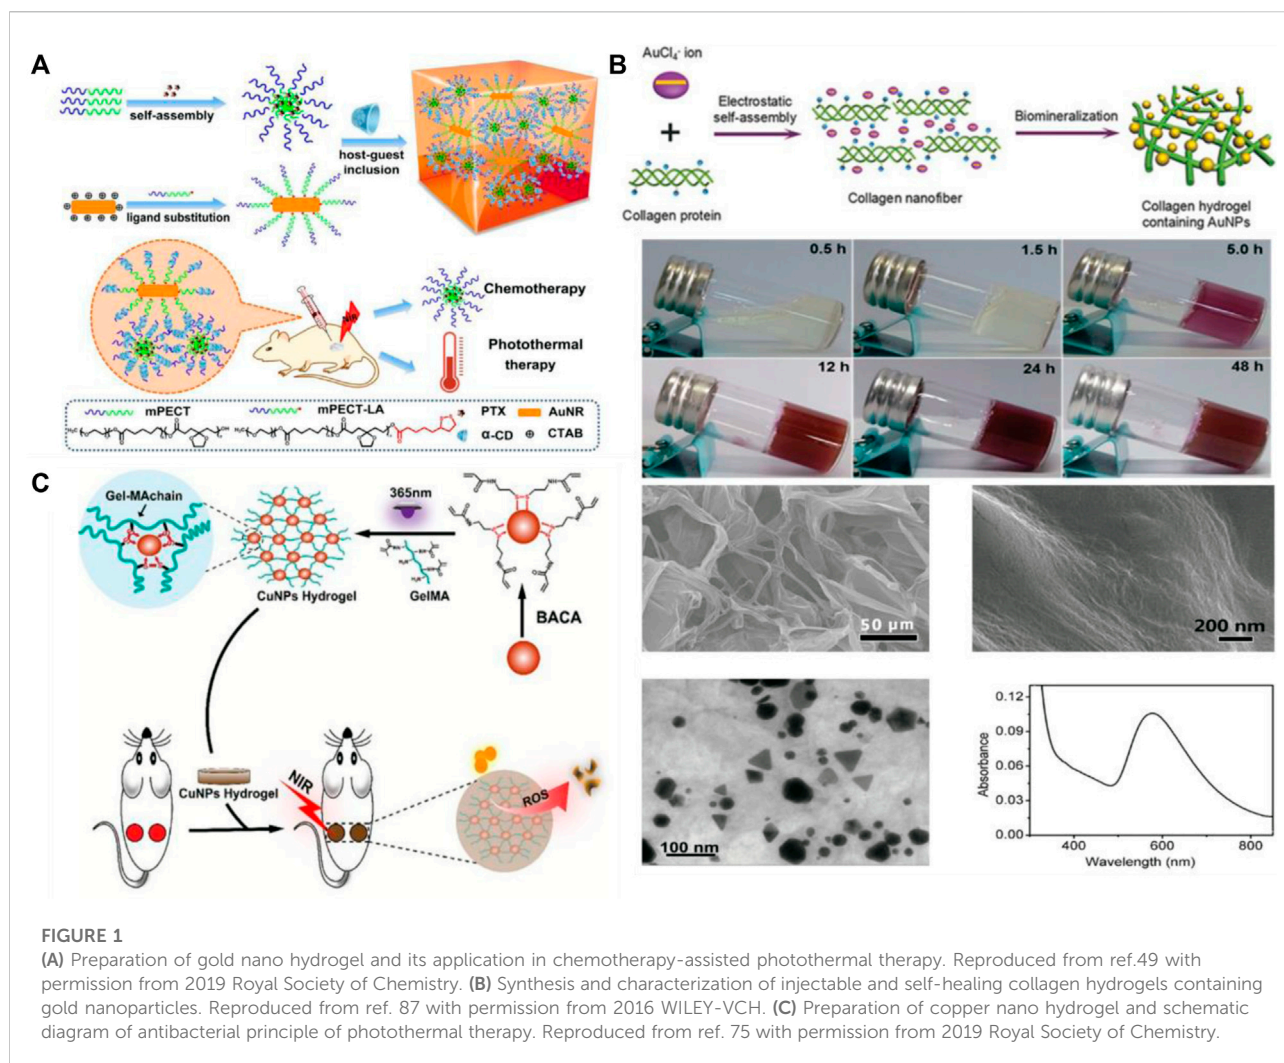 A
self-assembly
host-guest
inclusion
ligand substitution
NIR
Chemotherapy
Photothermal
therapy
mPECT
mPECT-LA
PTX
AuNR
α-CD
CTAB
B
AuCl₄⁻ ion
+
Collagen protein
Electrostatic
self-assembly
Collagen nanofiber
Biomineralization
Collagen hydrogel
containing AuNPs
0.5 h
1.5 h
5.0 h
12 h
24 h
48 h
50 µm
200 nm
100 nm
0.12
0.09
0.06
0.03
0.00
Absorbance
400
600
800
Wavelength (nm)
C
Gel-MAchain
CuNPs Hydrogel
365nm
GelMA
BACA
CuNPs Hydrogel
NIR
ROS
FIGURE 1
(A) Preparation of gold nano hydrogel and its application in chemotherapy-assisted photothermal therapy. Reproduced from ref.49 with
permission from 2019 Royal Society of Chemistry. (B) Synthesis and characterization of injectable and self-healing collagen hydrogels containing
gold nanoparticles. Reproduced from ref. 87 with permission from 2016 WILEY-VCH. (C) Preparation of copper nano hydrogel and schematic
diagram of antibacterial principle of photothermal therapy. Reproduced from ref. 75 with permission from 2019 Royal Society of Chemistry.